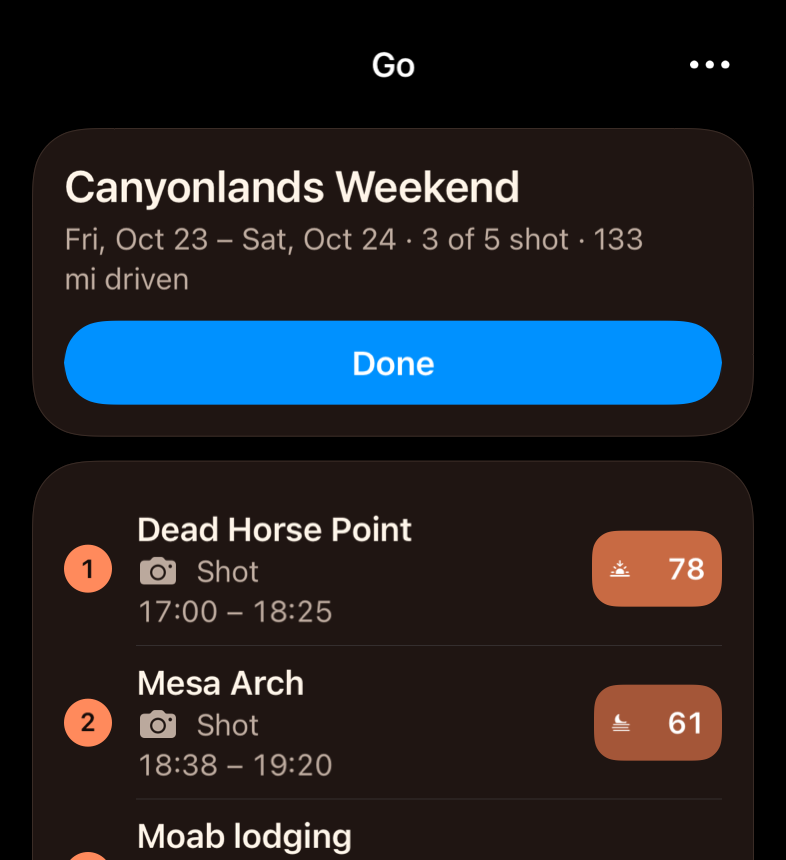 Go
Canyonlands Weekend
Fri, Oct 23 – Sat, Oct 24 · 3 of 5 shot · 133
mi driven
Done
1
Dead Horse Point
Shot
17:00 – 18:25
78
2
Mesa Arch
Shot
18:38 – 19:20
61
Moab lodging